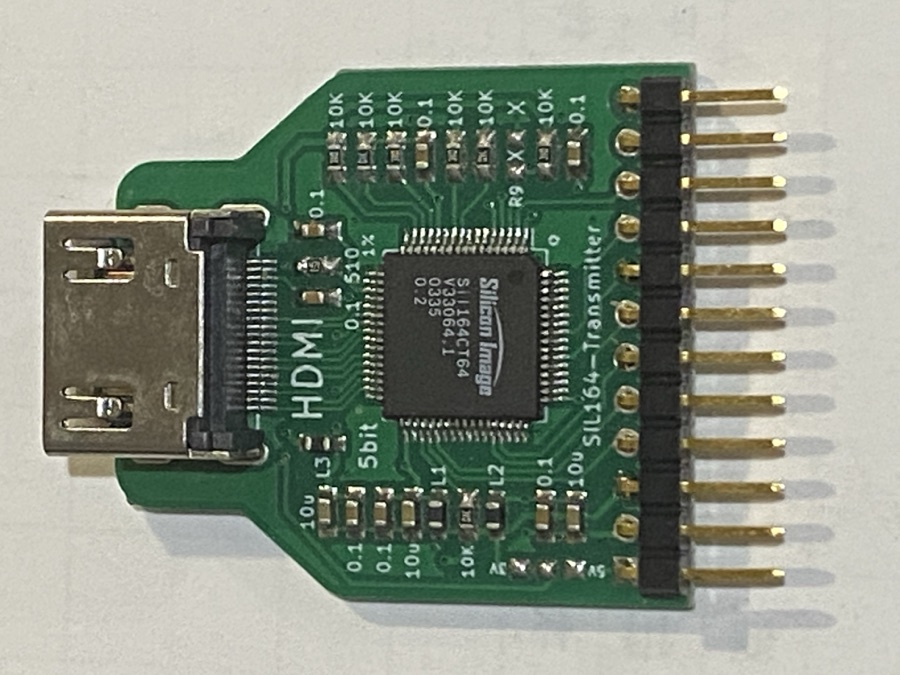 HDMI
10u
L3
0.1
0.1
0.1
510
1%
5bit
0.1
10u
L1
10K
L2
3V
0.1
10u
5V
10K
10K
10K
0.1
10K
10K
R9 X X
10K
0.1
Silicon Image
SiI164CT64
V33064.1
0335
0.2
SIL164-Transmitter